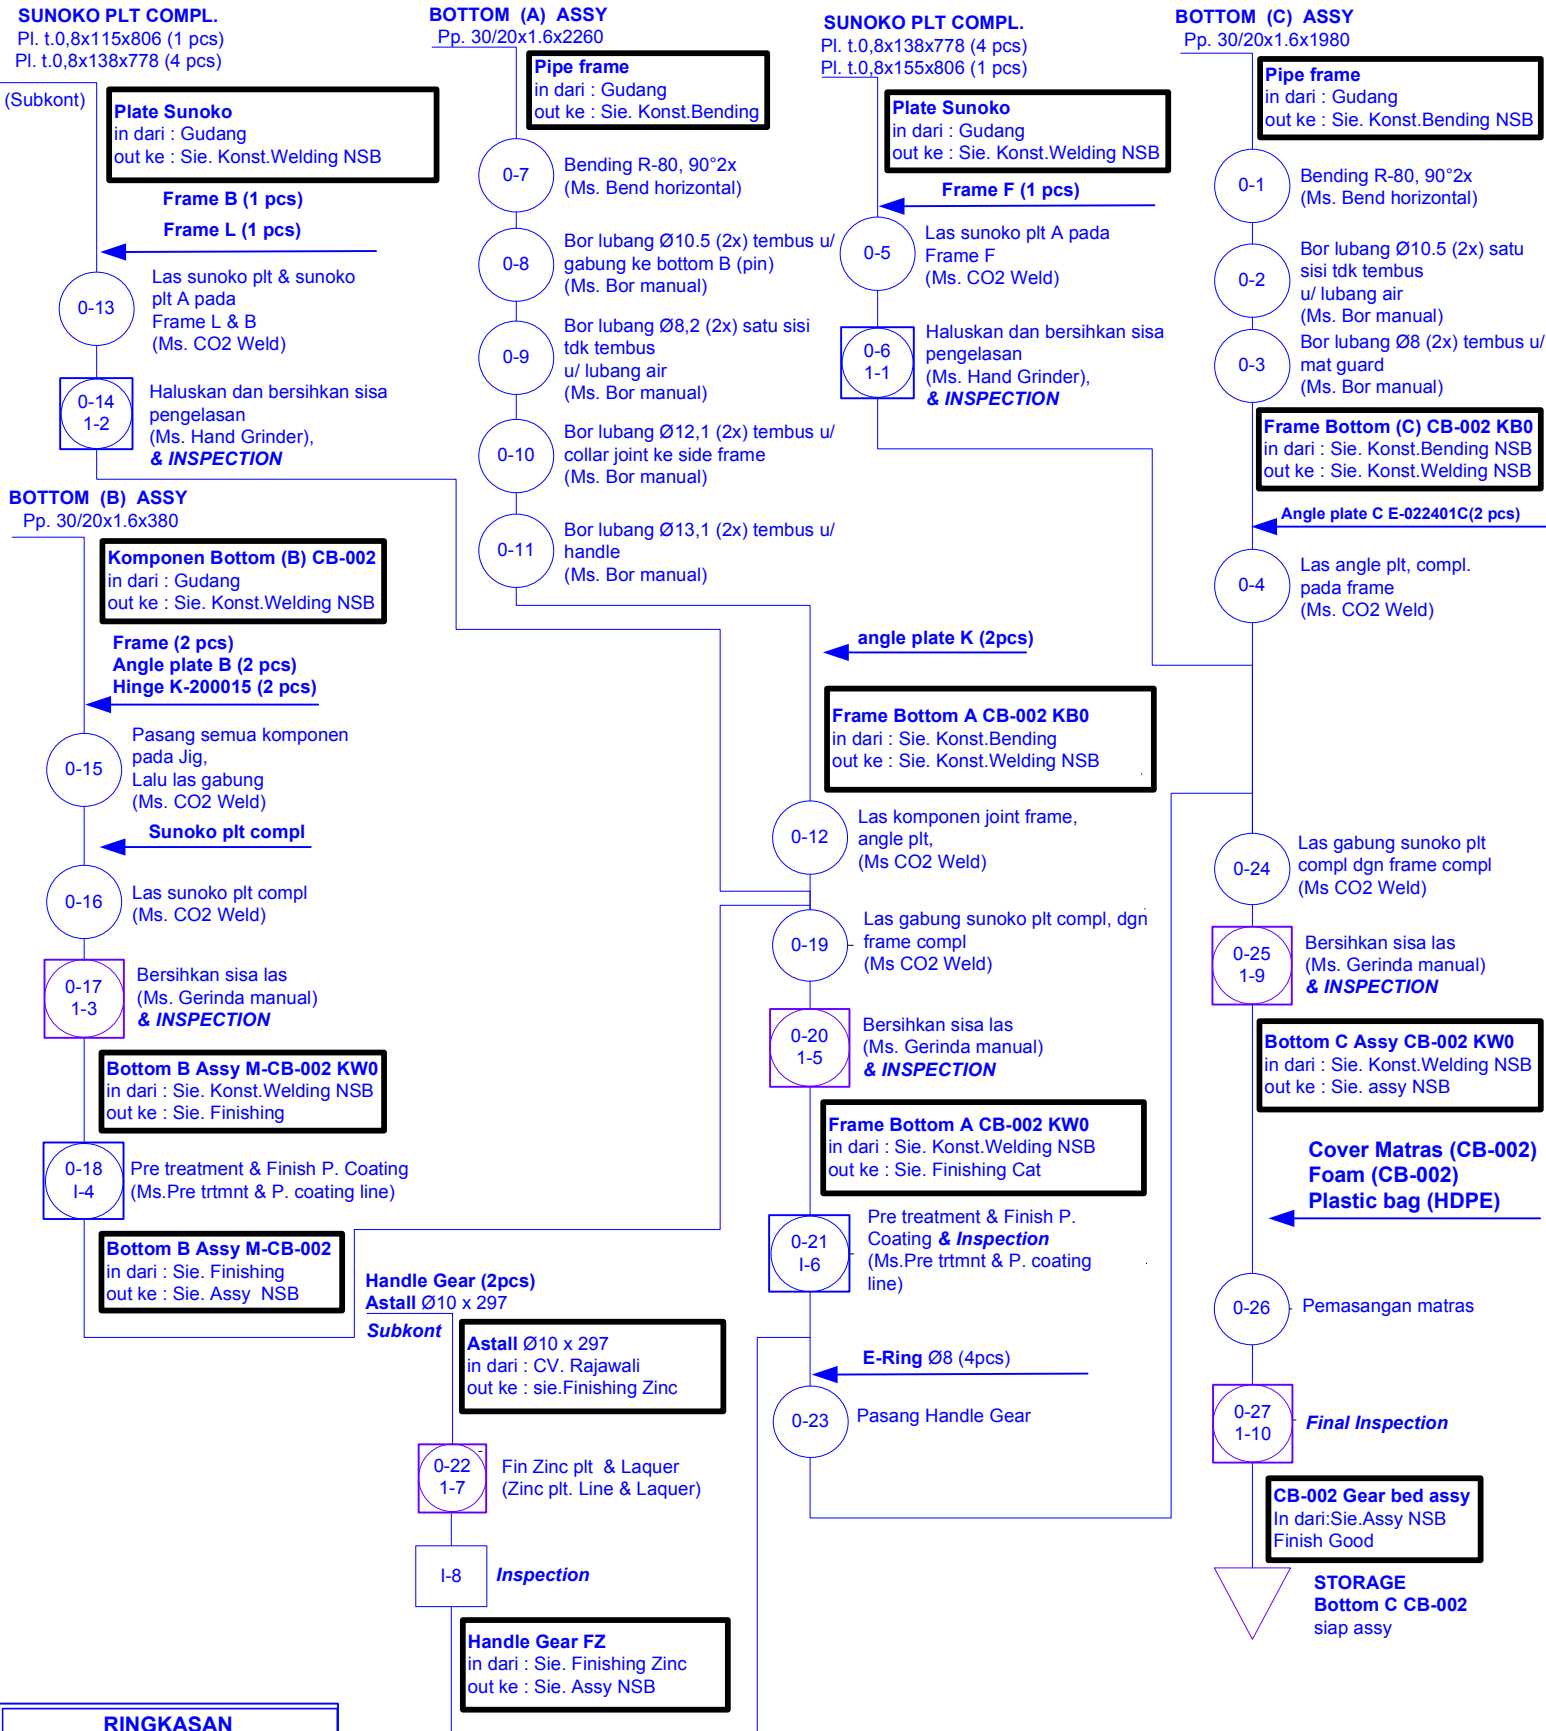 SUNOKO PLT COMPL.
Pl. t.0,8x115x806 (1 pcs)
Pl. t.0,8x138x778 (4 pcs)
(Subkont)
Plate Sunoko
in dari : Gudang
out ke : Sie. Konst.Welding NSB
Frame B (1 pcs)
Frame L (1 pcs)
0-13
Las sunoko plt & sunoko
plt A pada
Frame L & B
(Ms. CO2 Weld)
0-14
1-2
Haluskan dan bersihkan sisa
pengelasan
(Ms. Hand Grinder),
& INSPECTION
BOTTOM (B) ASSY
Pp. 30/20x1.6x380
Komponen Bottom (B) CB-002
in dari : Gudang
out ke : Sie. Konst.Welding NSB
Frame (2 pcs)
Angle plate B (2 pcs)
Hinge K-200015 (2 pcs)
0-15
Pasang semua komponen
pada Jig,
Lalu las gabung
(Ms. CO2 Weld)
Sunoko plt compl
0-16
Las sunoko plt compl
(Ms. CO2 Weld)
0-17
1-3
Bersihkan sisa las
(Ms. Gerinda manual)
& INSPECTION
Bottom B Assy M-CB-002 KW0
in dari : Sie. Konst.Welding NSB
out ke : Sie. Finishing
0-18
I-4
Pre treatment & Finish P. Coating
(Ms.Pre trtmnt & P. coating line)
Bottom B Assy M-CB-002
in dari : Sie. Finishing
out ke : Sie. Assy NSB
BOTTOM (A) ASSY
Pp. 30/20x1.6x2260
Pipe frame
in dari : Gudang
out ke : Sie. Konst.Bending
0-7
Bending R-80, 90°2x
(Ms. Bend horizontal)
0-8
Bor lubang Ø10.5 (2x) tembus u/
gabung ke bottom B (pin)
(Ms. Bor manual)
0-9
Bor lubang Ø8,2 (2x) satu sisi
tdk tembus
u/ lubang air
(Ms. Bor manual)
0-10
Bor lubang Ø12,1 (2x) tembus u/
collar joint ke side frame
(Ms. Bor manual)
0-11
Bor lubang Ø13,1 (2x) tembus u/
handle
(Ms. Bor manual)
angle plate K (2pcs)
Frame Bottom A CB-002 KB0
in dari : Sie. Konst.Bending
out ke : Sie. Konst.Welding NSB
0-12
Las komponen joint frame,
angle plt,
(Ms CO2 Weld)
0-19
Las gabung sunoko plt compl, dgn
frame compl
(Ms CO2 Weld)
0-20
1-5
Bersihkan sisa las
(Ms. Gerinda manual)
& INSPECTION
Frame Bottom A CB-002 KW0
in dari : Sie. Konst.Welding NSB
out ke : Sie. Finishing Cat
0-21
I-6
Pre treatment & Finish P.
Coating & Inspection
(Ms.Pre trtmnt & P. coating
line)
Handle Gear (2pcs)
Astall Ø10 x 297
Subkont
Astall Ø10 x 297
in dari : CV. Rajawali
out ke : sie.Finishing Zinc
0-22
1-7
Fin Zinc plt & Laquer
(Zinc plt. Line & Laquer)
I-8
Inspection
Handle Gear FZ
in dari : Sie. Finishing Zinc
out ke : Sie. Assy NSB
E-Ring Ø8 (4pcs)
0-23
Pasang Handle Gear
SUNOKO PLT COMPL.
Pl. t.0,8x138x778 (4 pcs)
Pl. t.0,8x155x806 (1 pcs)
Plate Sunoko
in dari : Gudang
out ke : Sie. Konst.Welding NSB
Frame F (1 pcs)
0-5
Las sunoko plt A pada
Frame F
(Ms. CO2 Weld)
0-6
1-1
Haluskan dan bersihkan sisa
pengelasan
(Ms. Hand Grinder),
& INSPECTION
BOTTOM (C) ASSY
Pp. 30/20x1.6x1980
Pipe frame
in dari : Gudang
out ke : Sie. Konst.Bending NSB
0-1
Bending R-80, 90°2x
(Ms. Bend horizontal)
0-2
Bor lubang Ø10.5 (2x) satu
sisi tdk tembus
u/ lubang air
(Ms. Bor manual)
0-3
Bor lubang Ø8 (2x) tembus u/
mat guard
(Ms. Bor manual)
Frame Bottom (C) CB-002 KB0
in dari : Sie. Konst.Bending NSB
out ke : Sie. Konst.Welding NSB
Angle plate C E-022401C(2 pcs)
0-4
Las angle plt, compl.
pada frame
(Ms. CO2 Weld)
0-24
Las gabung sunoko plt
compl dgn frame compl
(Ms CO2 Weld)
0-25
1-9
Bersihkan sisa las
(Ms. Gerinda manual)
& INSPECTION
Bottom C Assy CB-002 KW0
in dari : Sie. Konst.Welding NSB
out ke : Sie. assy NSB
Cover Matras (CB-002)
Foam (CB-002)
Plastic bag (HDPE)
0-26
Pemasangan matras
0-27
1-10
Final Inspection
CB-002 Gear bed assy
In dari:Sie.Assy NSB
Finish Good
STORAGE
Bottom C CB-002
siap assy
RINGKASAN